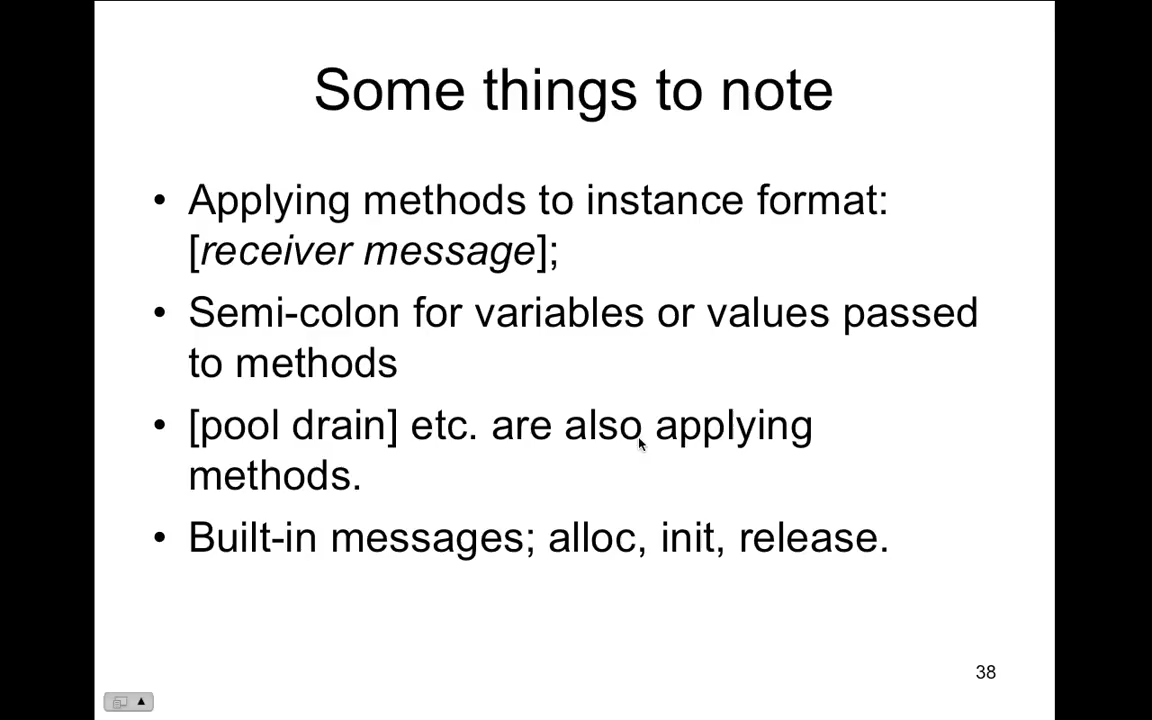 Some things to note
• Applying methods to instance format:
[receiver message];
• Semi-colon for variables or values passed
to methods
• [pool drain] etc. are also applying
methods.
• Built-in messages; alloc, init, release.
38